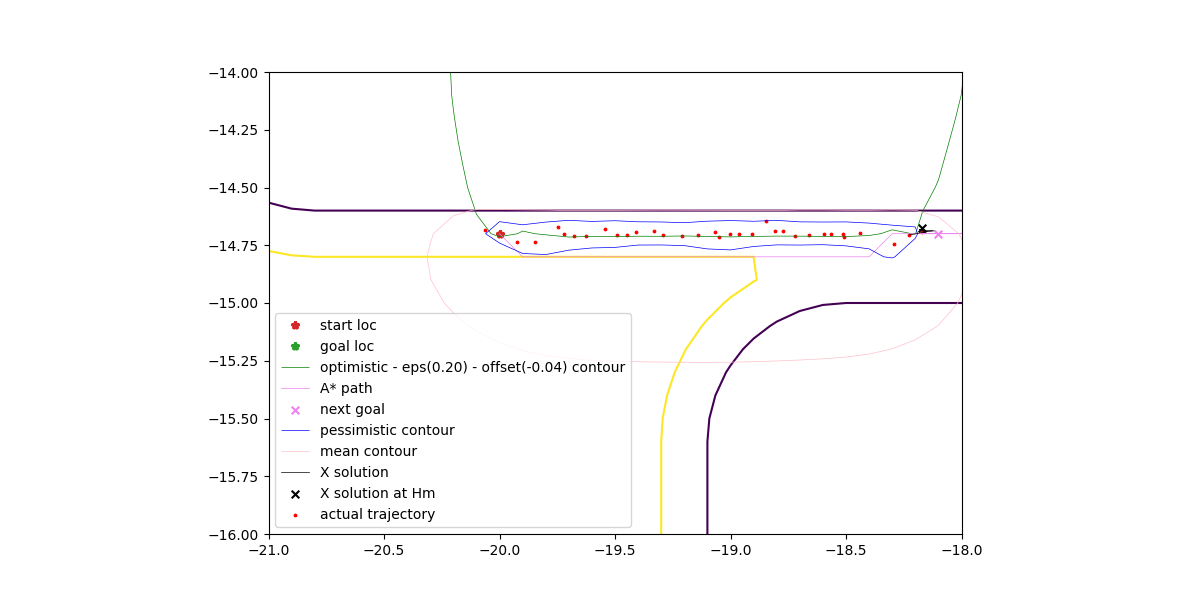 −14.00
−14.25
−14.50
−14.75
−15.00
−15.25
−15.50
−15.75
−16.00
start loc
goal loc
optimistic - eps(0.20) - offset(-0.04) contour
A* path
next goal
pessimistic contour
mean contour
X solution
X solution at Hm
actual trajectory
−21.0 −20.5 −20.0 −19.5 −19.0 −18.5 −18.0